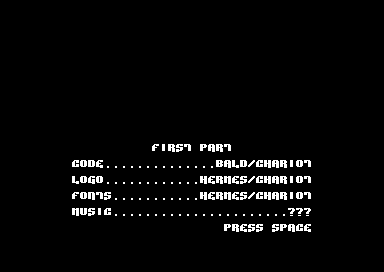 FIRST PART
CODE..............BALD/CHARIOT
LOGO............HERMES/CHARIOT
FONTS...........HERMES/CHARIOT
MUSIC......................???
PRESS SPACE